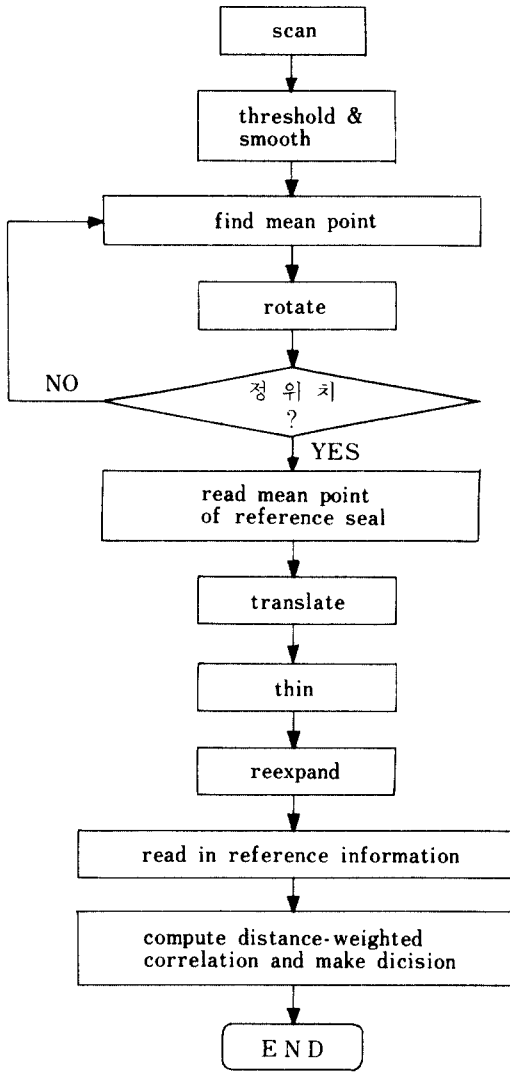 scan
threshold &
smooth
find mean point
rotate
NO
정 위 치
?
YES
read mean point
of reference seal
translate
thin
reexpand
read in reference information
compute distance-weighted
correlation and make dicision
END